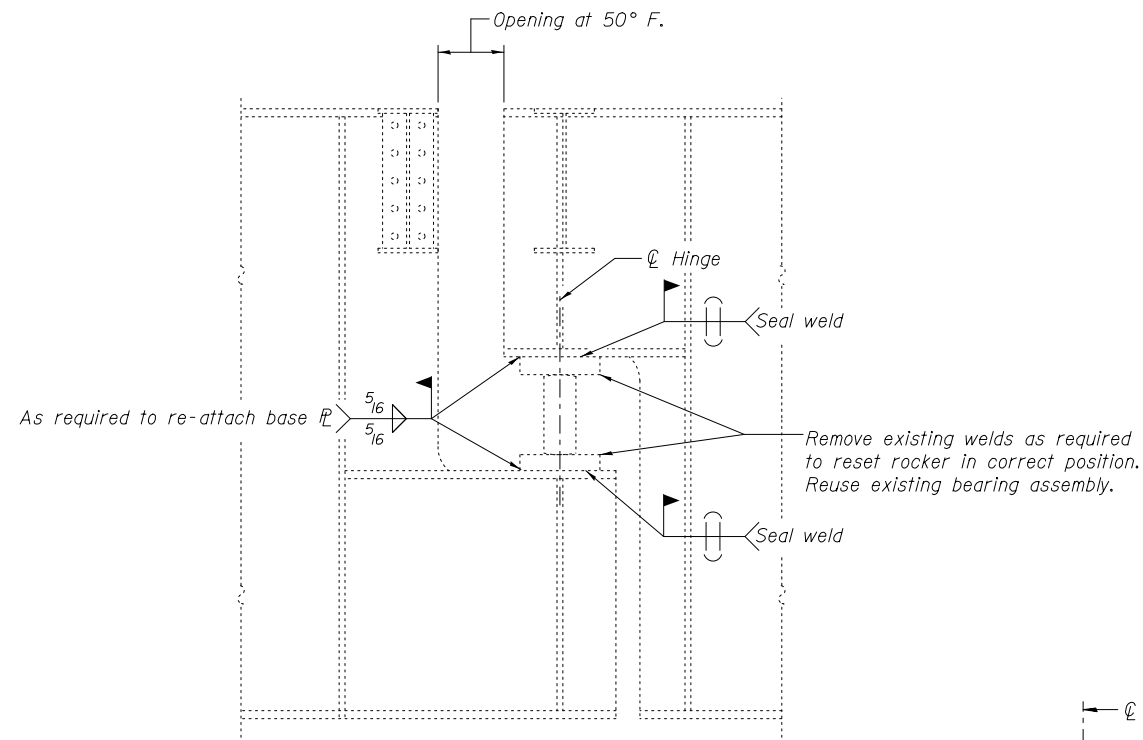 Opening at 50° F.
℄ Hinge
Seal weld
5/16
5/16
As required to re-attach base ⅊
Remove existing welds as required
to reset rocker in correct position.
Reuse existing bearing assembly.
Seal weld
℄